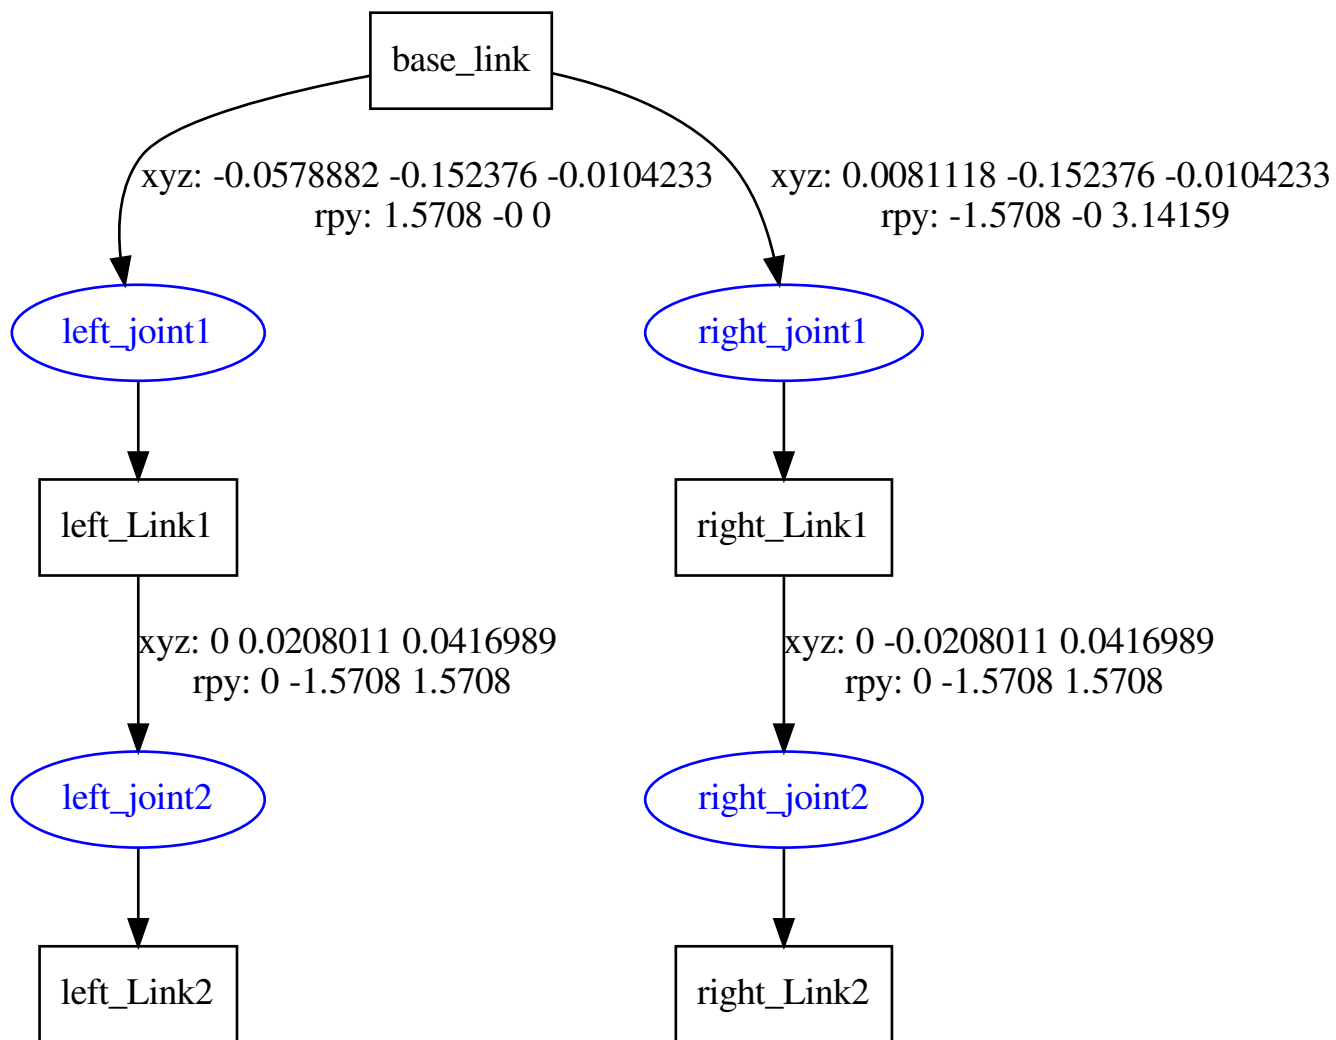 base_link
xyz: -0.0578882 -0.152376 -0.0104233
rpy: 1.5708 -0 0
xyz: 0.0081118 -0.152376 -0.0104233
rpy: -1.5708 -0 3.14159
left_joint1
right_joint1
left_Link1
right_Link1
xyz: 0 0.0208011 0.0416989
rpy: 0 -1.5708 1.5708
xyz: 0 -0.0208011 0.0416989
rpy: 0 -1.5708 1.5708
left_joint2
right_joint2
left_Link2
right_Link2